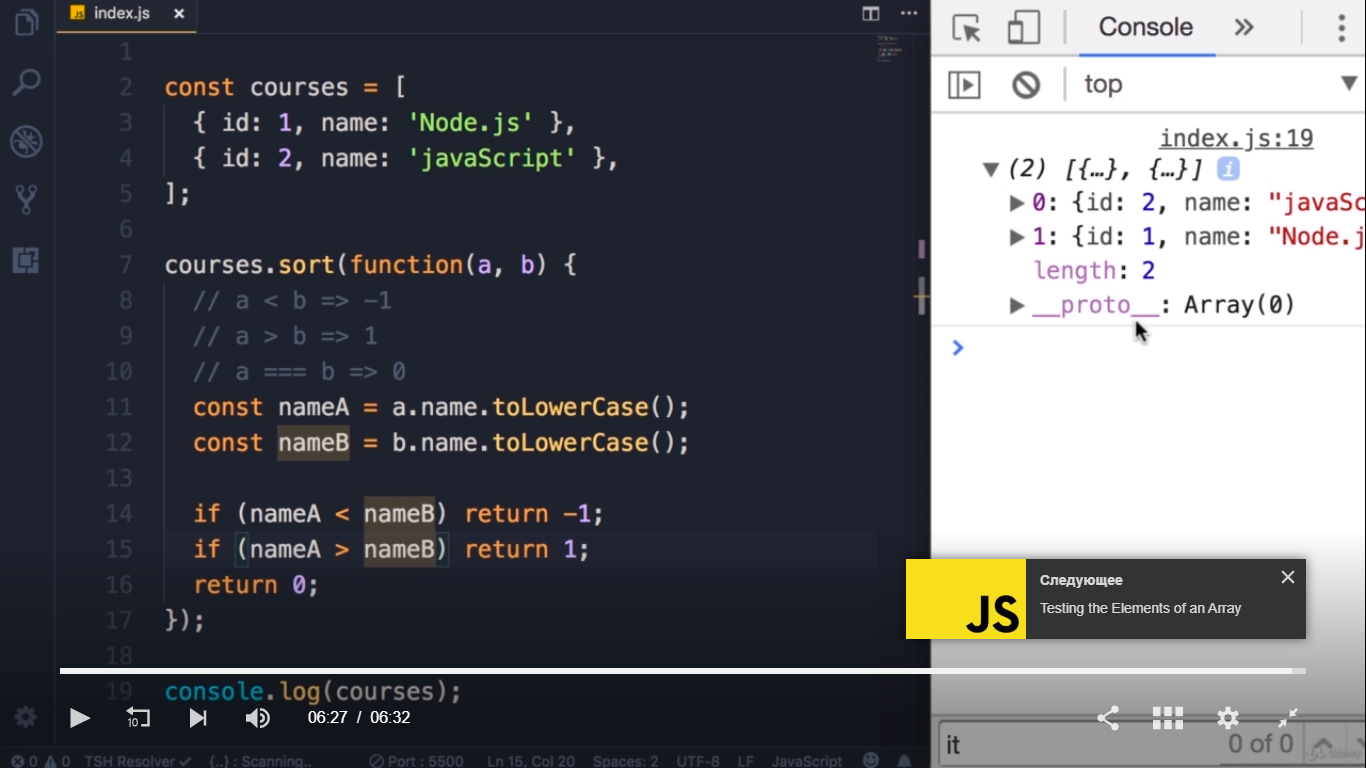 index.js ×
1
2 const courses = [
3 { id: 1, name: 'Node.js' },
4 { id: 2, name: 'javaScript' },
5 ];
6
7 courses.sort(function(a, b) {
8 // a < b => -1
9 // a > b => 1
10 // a === b => 0
11 const nameA = a.name.toLowerCase();
12 const nameB = b.name.toLowerCase();
13
14 if (nameA < nameB) return -1;
15 if (nameA > nameB) return 1;
16 return 0;
17 });
18
19 console.log(courses);
10 06:27 / 06:32
0 0 TSH Resolver ✓ {..} : Scanning.. Port : 5500 Ln 15, Col 20 Spaces: 2 UTF-8 LF JavaScript
Console »
top
index.js:19
(2) [{…}, {…}] i
0: {id: 2, name: "javaSc
1: {id: 1, name: "Node.j
length: 2
__proto__: Array(0)
JS
Следующее
Testing the Elements of an Array
it 0 of 0